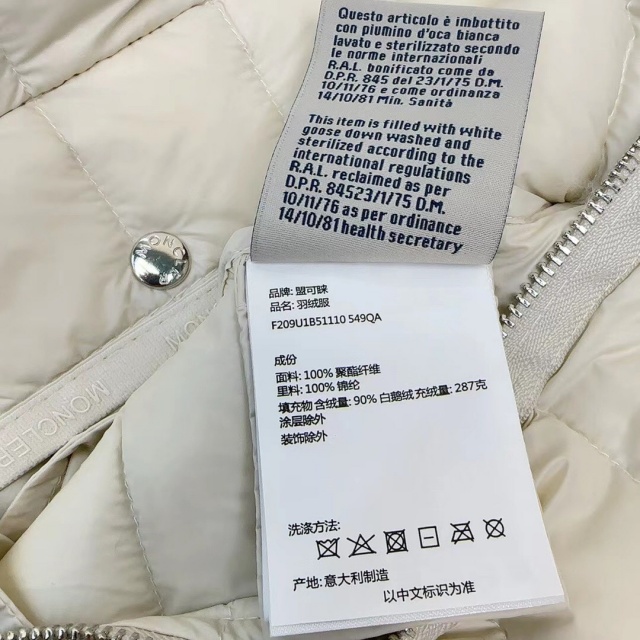 Questo articolo è imbottito
con piumino d'oca bianca
lavato e sterilizzato secondo
le norme internazionali
R.A.L. bonificato come da
D.P.R. 845 del 23/1/75 D.M.
10/11/76 e come ordinanza
14/10/81 Min. Sanità
This item is filled with white
goose down washed and
sterilized according to the
international regulations
R.A.L. reclaimed as per
D.P.R. 84523/1/75 D.M.
10/11/76 as per ordinance
14/10/81 health secretary
MONC
品牌: 盟可睐
品名: 羽绒服
F209U1B51110 549QA
成份
面料: 100% 聚酯纤维
里料: 100% 锦纶
填充物 含绒量: 90% 白鹅绒 充绒量: 287克
涂层除外
装饰除外
MONCLER MON
洗涤方法:
产地: 意大利制造
以中文标识为准